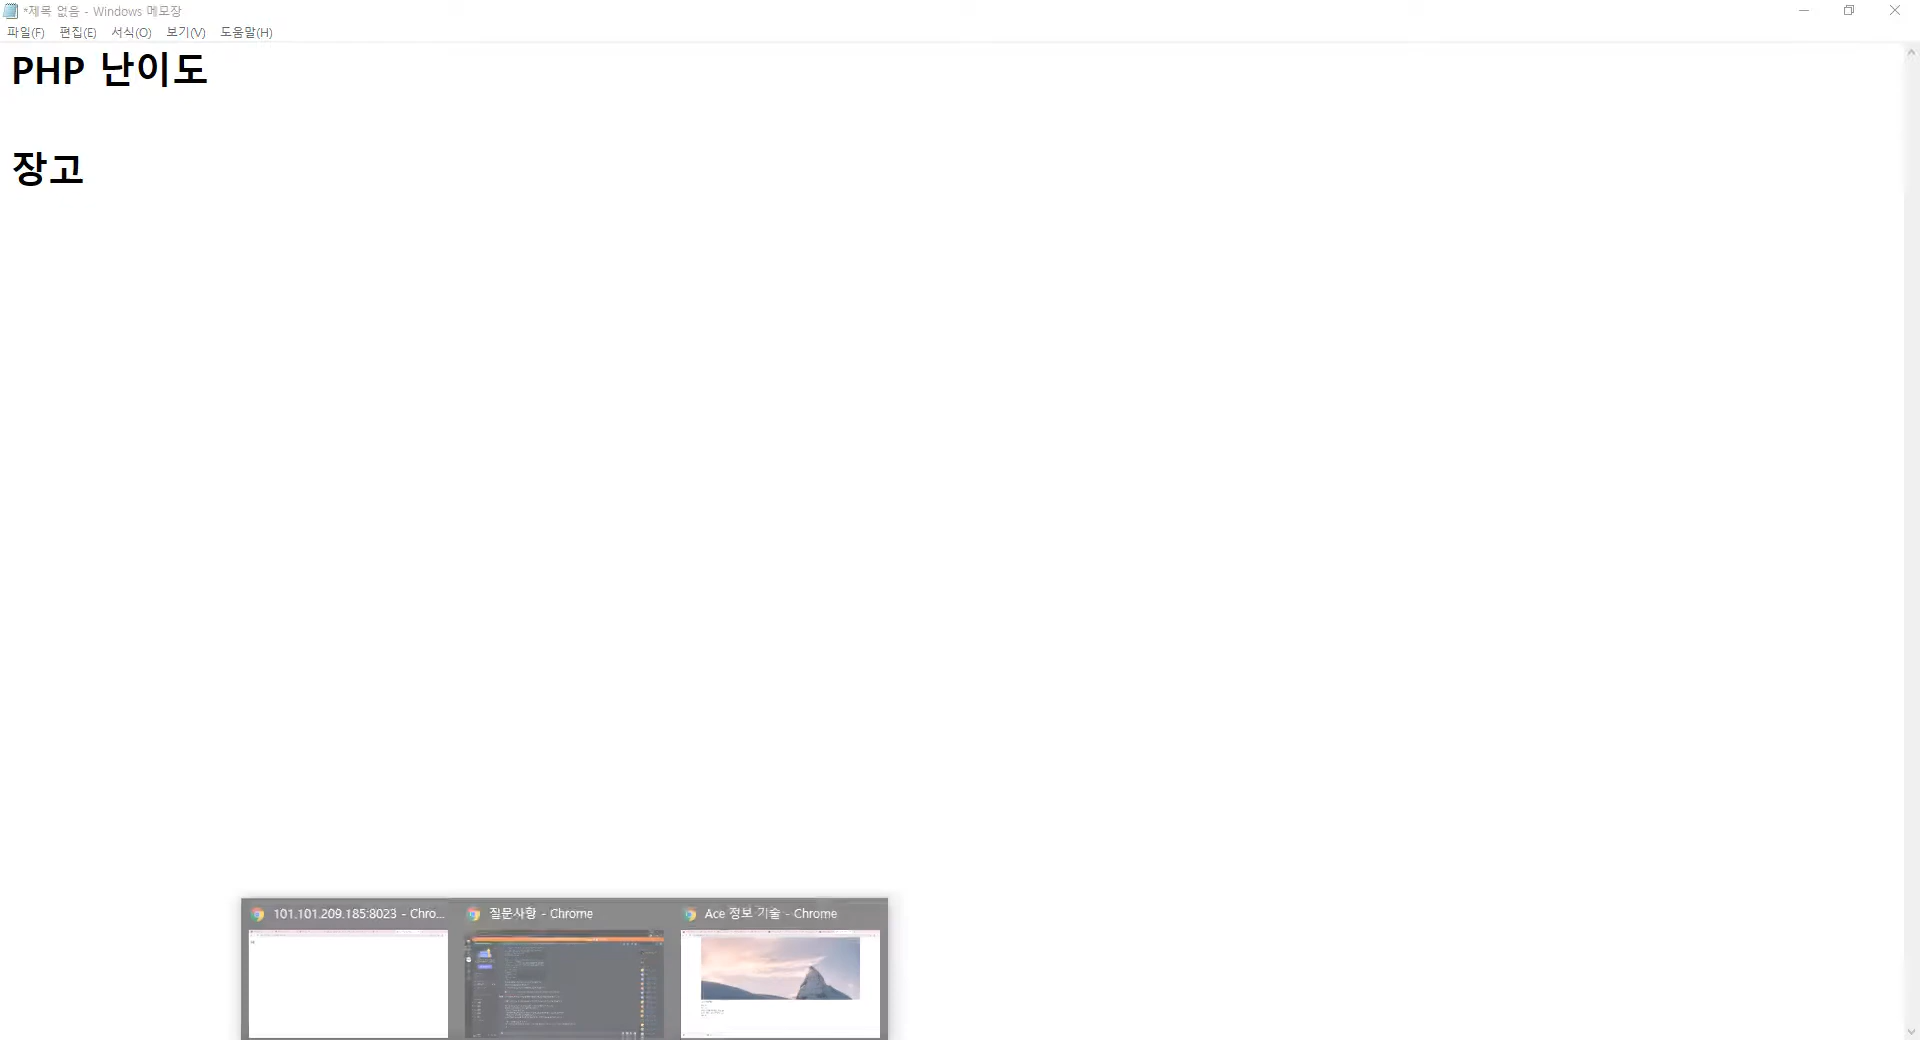 *제목 없음 - Windows 메모장
파일(F) 편집(E) 서식(O) 보기(V) 도움말(H)
PHP 난이도
장고
101.101.209.185:8023 - Chro... 질문사항 - Chrome Ace 정보 기술 - Chrome